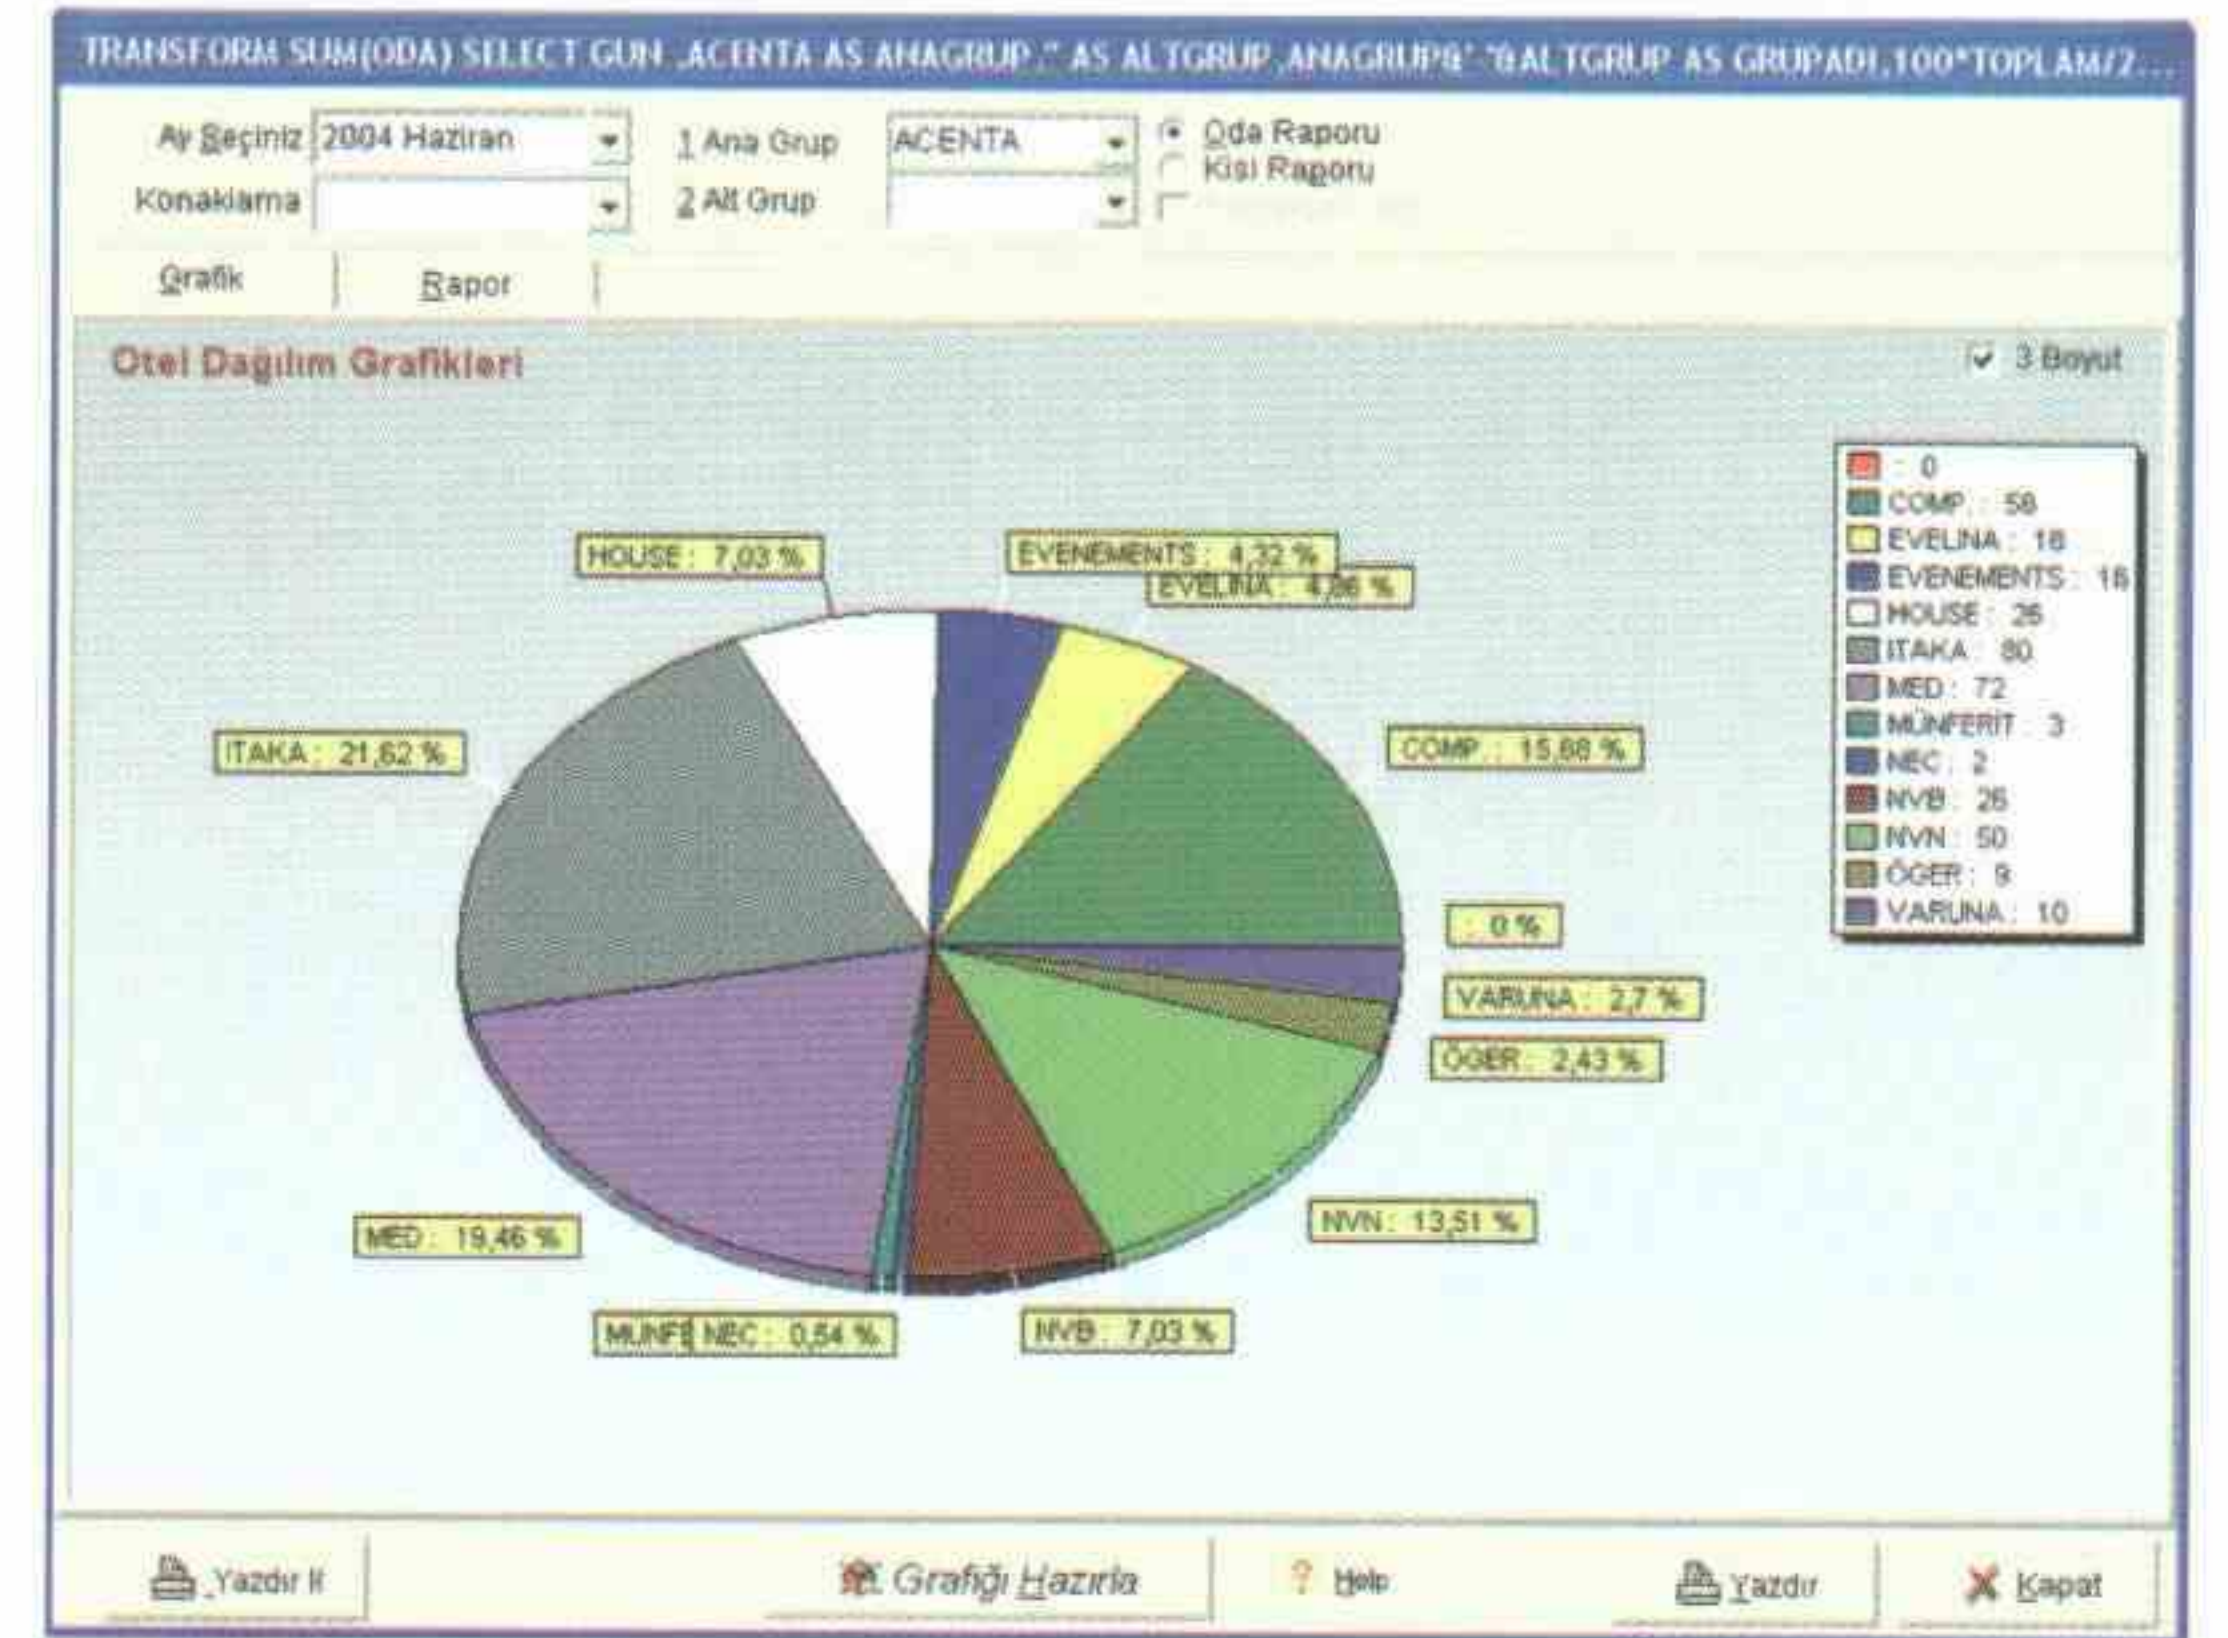 TRANSFORM SUM(ODA) SELECT GUN ,ACENTA AS ANAGRUP,'' AS ALTGRUP,ANAGRUP&' '&ALTGRUP AS GRUPADI,100*TOPLAM/2...
Ay Seçiniz 2004 Haziran 1 Ana Grup ACENTA Oda Raporu
Kisi Raporu
Konaklama 2 Alt Grup
Grafik Rapor
Otel Dağılım Grafikleri 3 Boyut
: 0
COMP. : 58
EVELINA : 18
EVENEMENTS : 16
HOUSE : 26
ITAKA : 80
MED : 72
MÜNFERİT : 3
NEC : 2
NVB : 26
NVN : 50
ÖGER : 9
VARUNA : 10
HOUSE : 7,03 %
EVENEMENTS : 4,32 %
EVELINA : 4,86 %
ITAKA : 21,62 %
COMP. : 15,68 %
: 0 %
VARUNA : 2,7 %
ÖGER : 2,43 %
NVN : 13,51 %
MED : 19,46 %
MÜNFE NEC : 0,54 %
NVB : 7,03 %
Yazdır II Grafiği Hazırla ? Help Yazdır Kapat